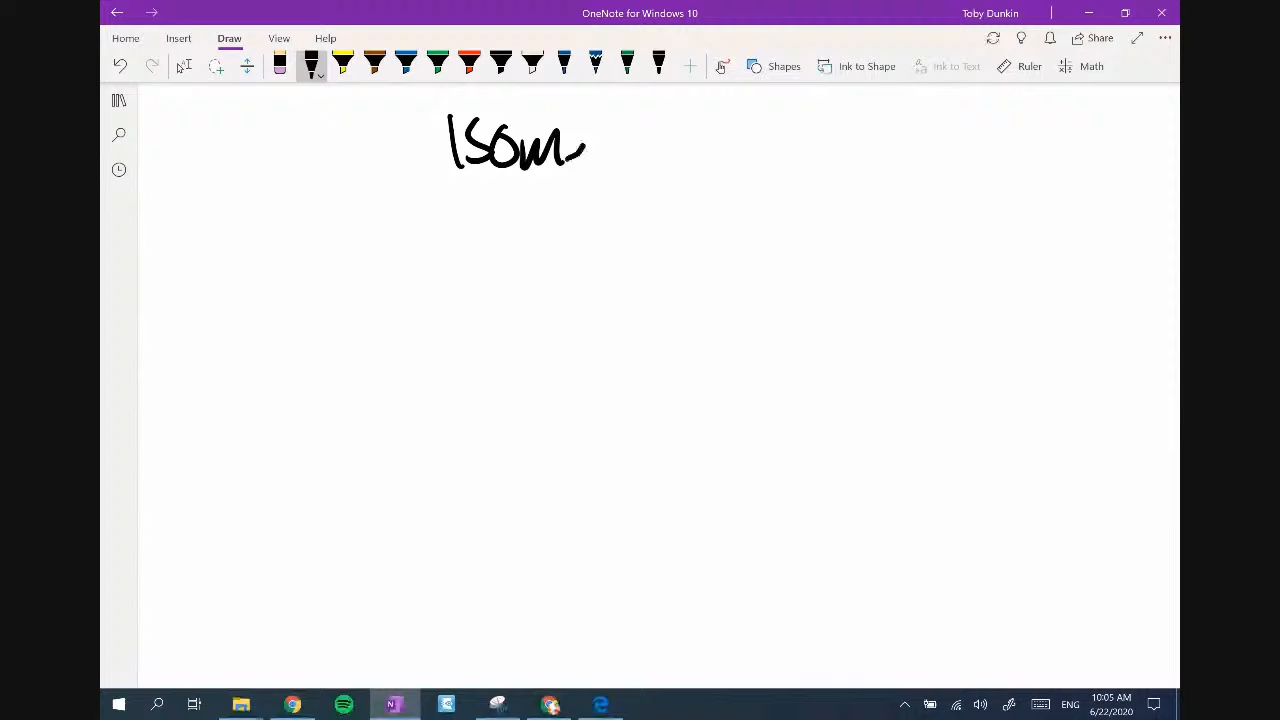 OneNote for Windows 10
Toby Dunkin
Home Insert Draw View Help
Share
Shapes Ink to Shape Ink to Text Ruler Math
Isom
N
ENG
10:05 AM
6/22/2020